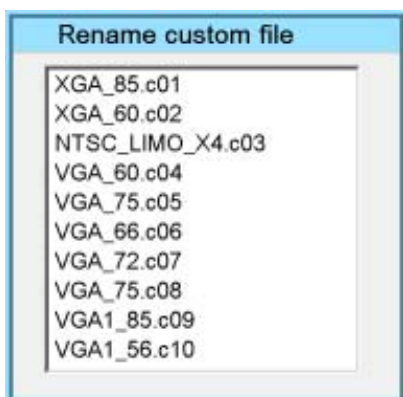 Rename custom file
XGA_85.c01
XGA_60.c02
NTSC_LIMO_X4.c03
VGA_60.c04
VGA_75.c05
VGA_66.c06
VGA_72.c07
VGA_75.c08
VGA1_85.c09
VGA1_56.c10